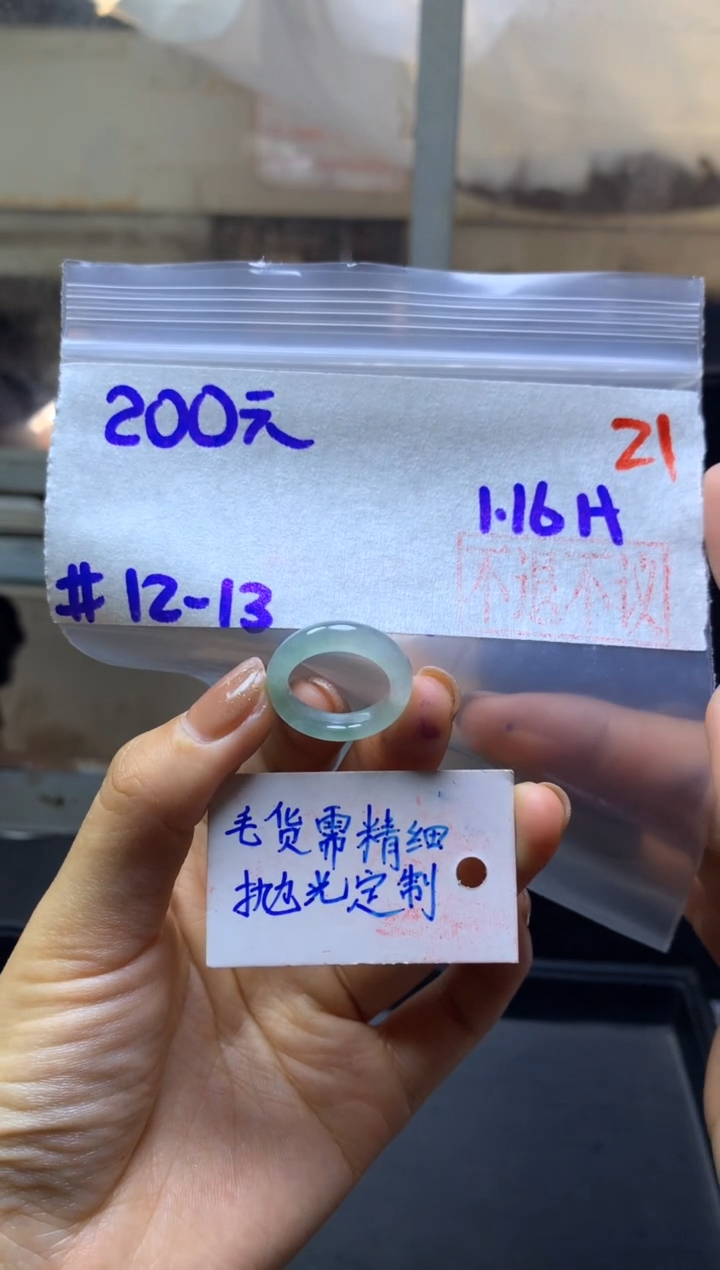 200元
21
1.16H
不退不议
#12-13
毛货需精细
抛光定制